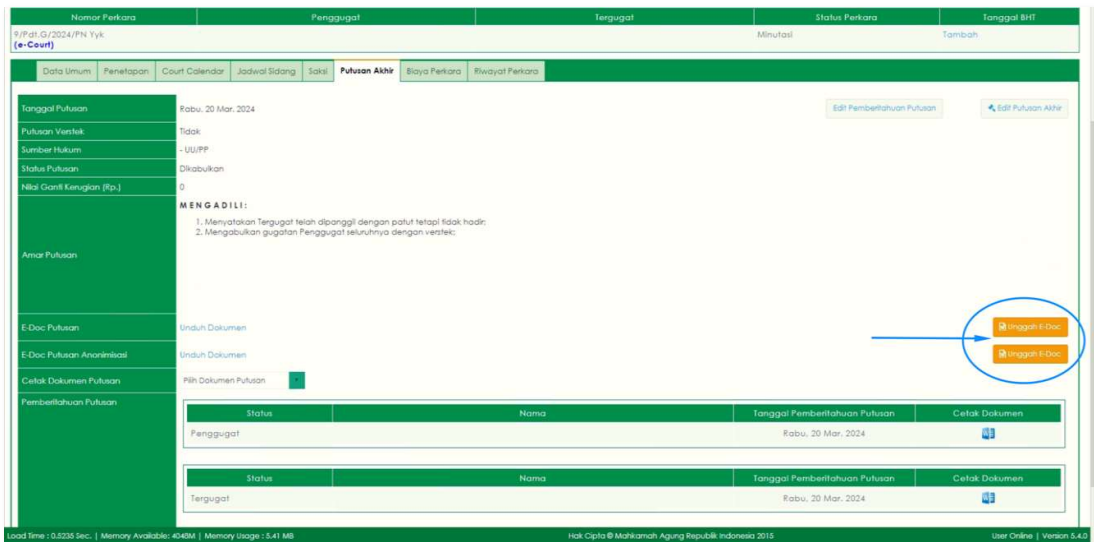 Nomor Perkara Penggugat Tergugat Status Perkara Tanggal BHT
9/Pdt.G/2024/PN Yyk Minutasi Tambah
(e-Court)
Data Umum Penetapan Court Calendar Jadwal Sidang Saksi Putusan Akhir Biaya Perkara Riwayat Perkara
Tanggal Putusan Rabu, 20 Mar. 2024 Edit Pemberitahuan Putusan Edit Putusan Akhir
Putusan Verstek Tidak
Sumber Hukum - UU/PP
Status Putusan Dikabulkan
Nilai Ganti Kerugian (Rp.) 0
MENGADILI:
1. Menyatakan Tergugat telah dipanggil dengan patut tetapi tidak hadir;
2. Mengabulkan gugatan Penggugat seluruhnya dengan verstek;
Amar Putusan
E-Doc Putusan Unduh Dokumen Unggah E-Doc
E-Doc Putusan Anonimisasi Unduh Dokumen Unggah E-Doc
Cetak Dokumen Putusan Pilih Dokumen Putusan
Pemberitahuan Putusan
Status Nama Tanggal Pemberitahuan Putusan Cetak Dokumen
Penggugat Rabu, 20 Mar. 2024
Status Nama Tanggal Pemberitahuan Putusan Cetak Dokumen
Tergugat Rabu, 20 Mar. 2024
Load Time : 0.5235 Sec. | Memory Available: 4048M | Memory Usage : 5.41 MB Hak Cipta @ Mahkamah Agung Republik Indonesia 2015 User Online | Version 5.4.0